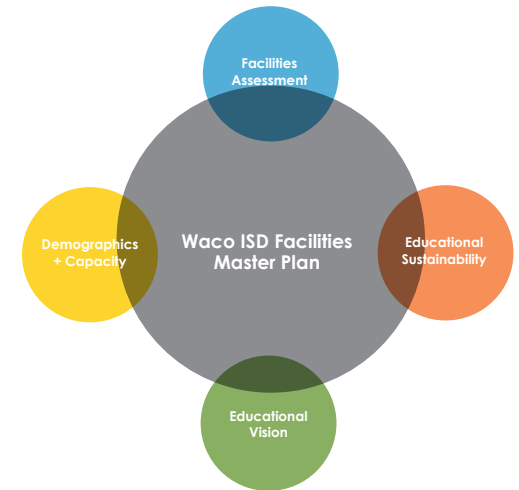 Facilities
Assessment
Waco ISD Facilities
Master Plan
Demographics
+ Capacity
Educational
Sustainability
Educational
Vision